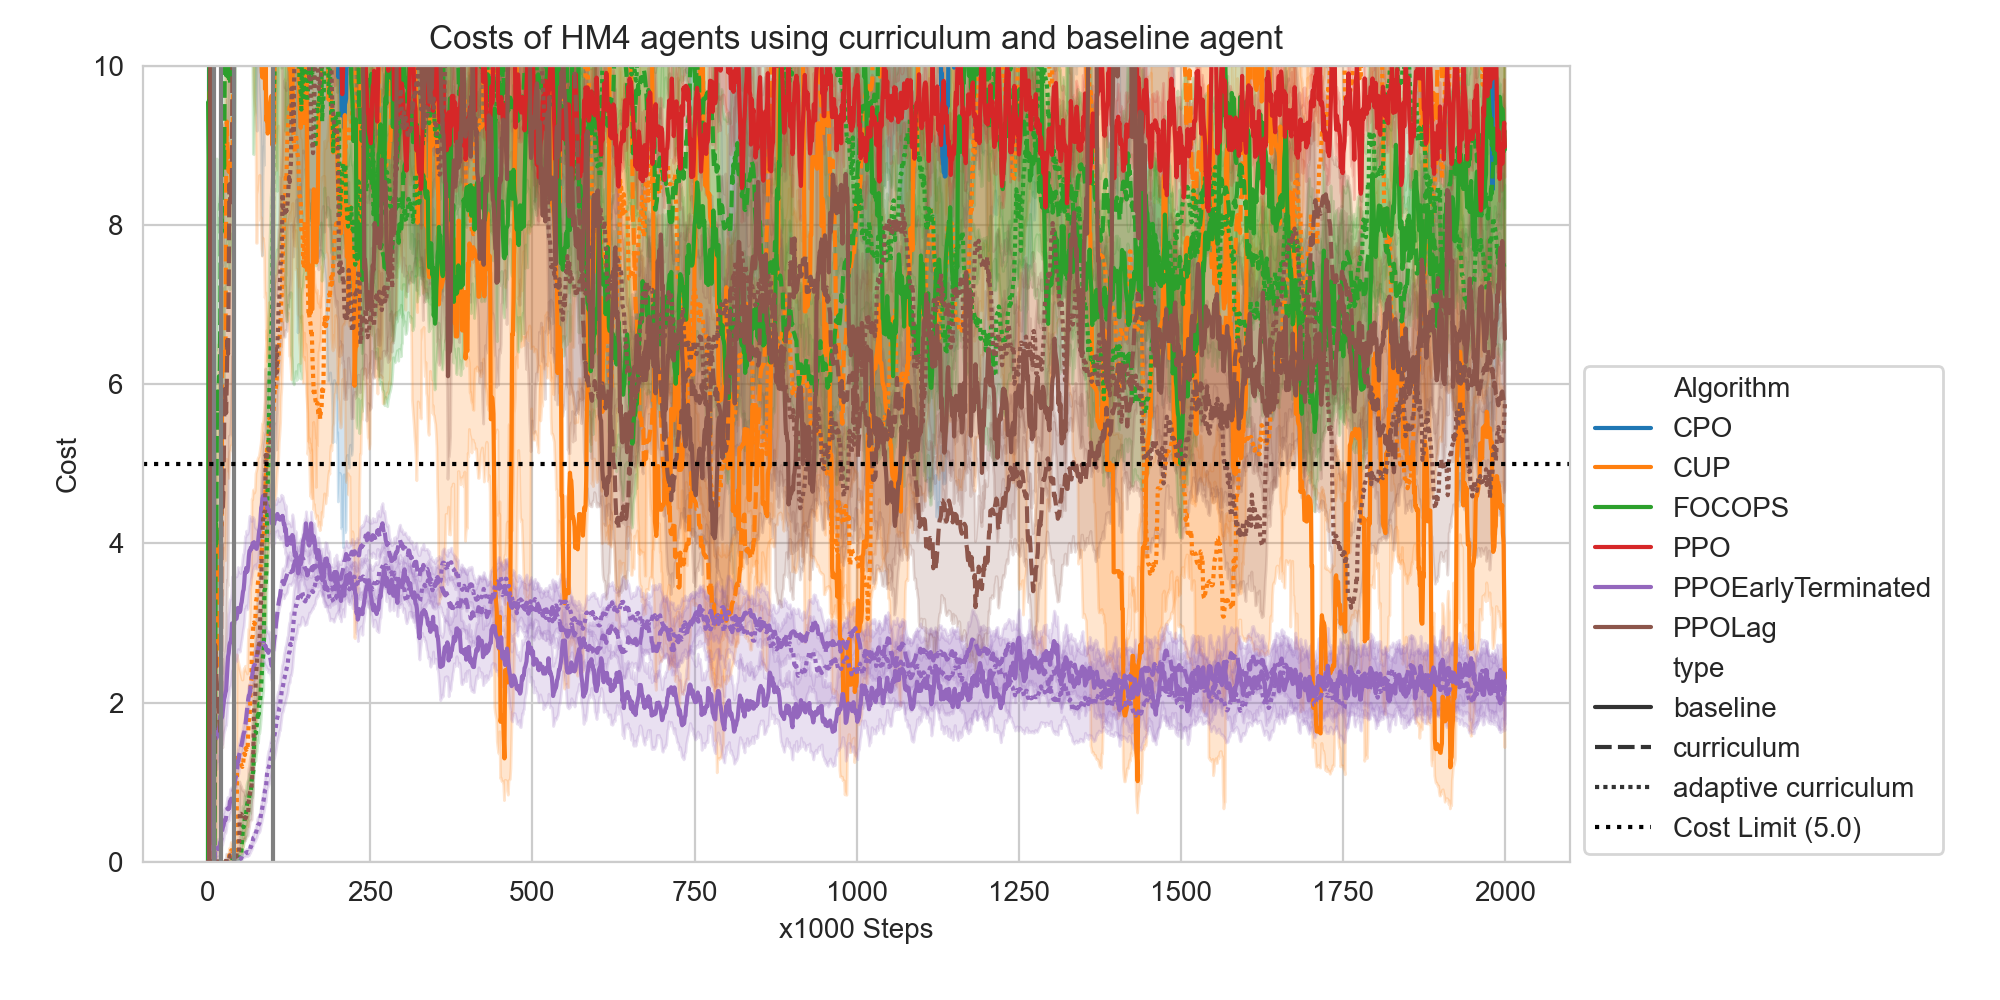 Costs of HM4 agents using curriculum and baseline agent
10
8
6
4
2
0
Cost
0 250 500 750 1000 1250 1500 1750 2000
x1000 Steps
Algorithm
CPO
CUP
FOCOPS
PPO
PPOEarlyTerminated
PPOLag
type
baseline
curriculum
adaptive curriculum
Cost Limit (5.0)